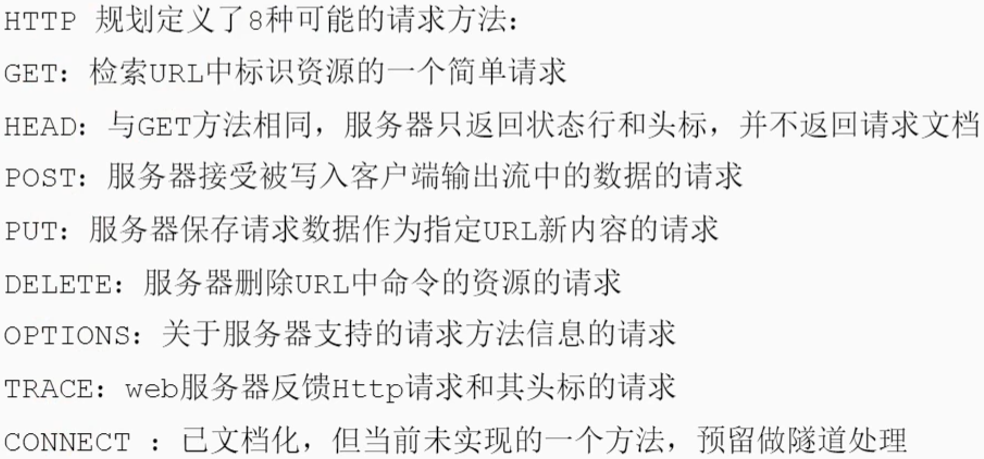 HTTP 规划定义了8种可能的请求方法:
GET: 检索URL中标识资源的一个简单请求
HEAD: 与GET方法相同，服务器只返回状态行和头标，并不返回请求文档
POST: 服务器接受被写入客户端输出流中的数据的请求
PUT: 服务器保存请求数据作为指定URL新内容的请求
DELETE: 服务器删除URL中命令的资源的请求
OPTIONS: 关于服务器支持的请求方法信息的请求
TRACE: web服务器反馈Http请求和其头标的请求
CONNECT : 已文档化，但当前未实现的一个方法，预留做隧道处理